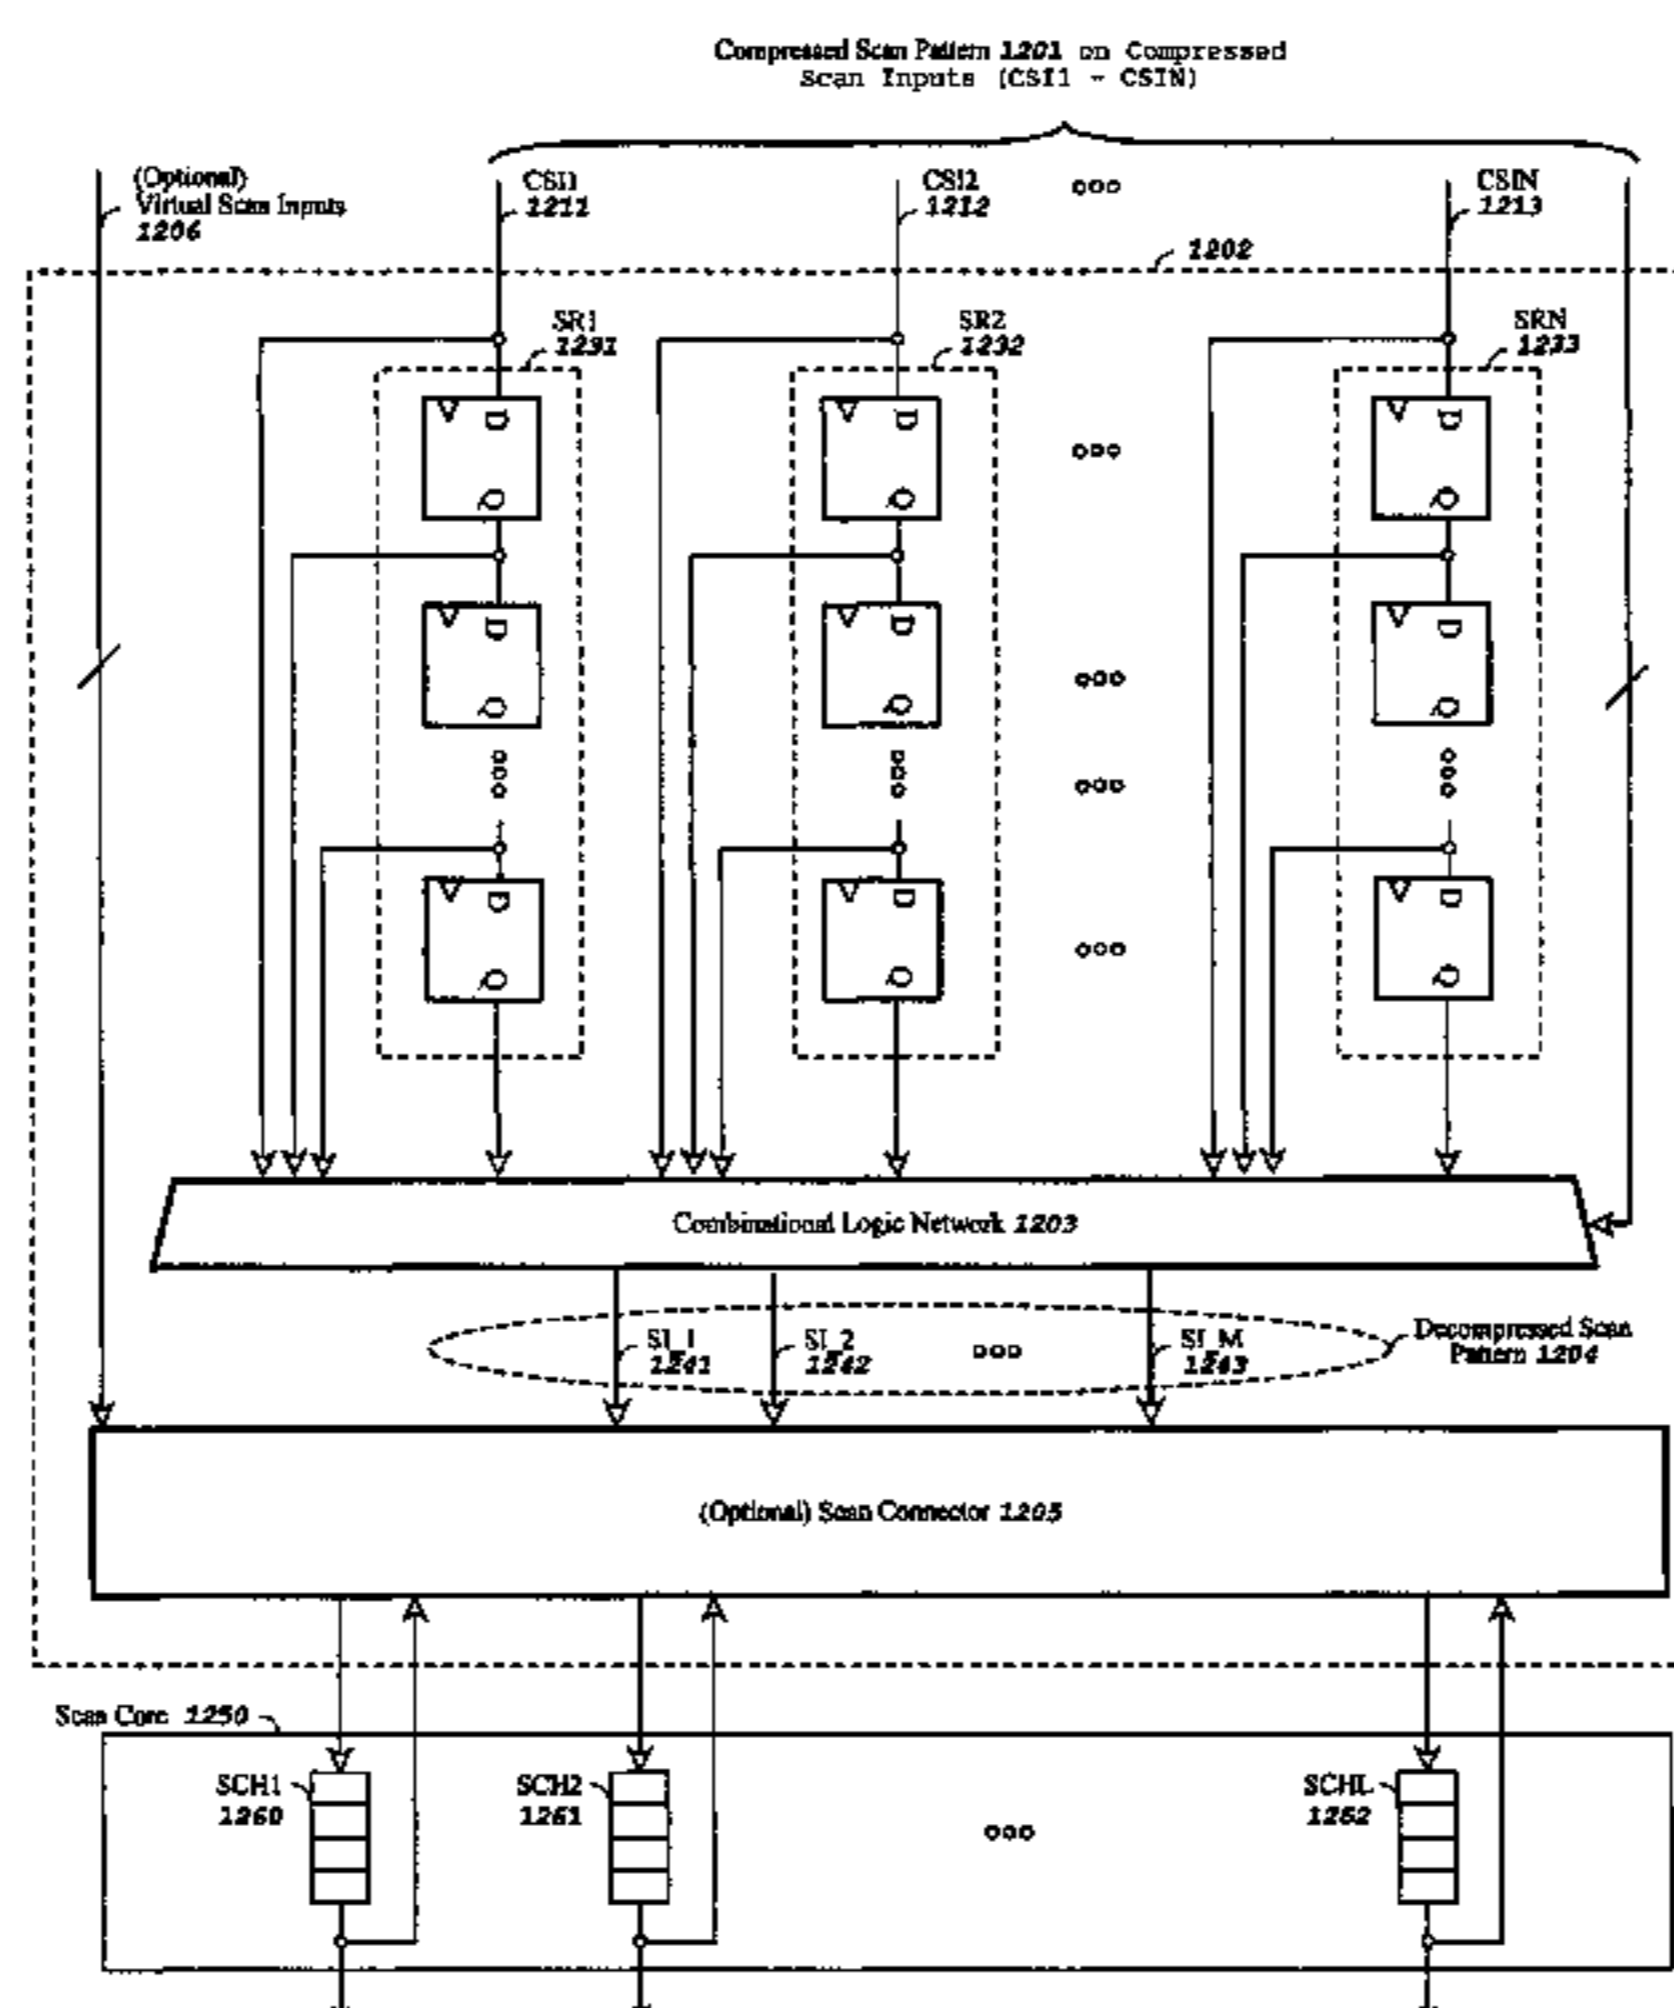 Compressed Scan Pattern 1201 on Compressed
Scan Inputs (CSI1 - CSIN)
(Optional)
Virtual Scan Inputs
1206
CSI1
1211
CSI2
1212
CSIN
1213
1202
SR1
1231
SR2
1232
SRN
1233
D
D
D
Q
Q
Q
D
D
D
Q
Q
Q
D
D
D
Q
Q
Q
Combinational Logic Network 1203
SI_1
1241
SI_2
1242
SI_M
1243
Decompressed Scan
Pattern 1204
(Optional) Scan Connector 1205
Scan Core 1250
SCH1
1260
SCH2
1261
SCHL
1262